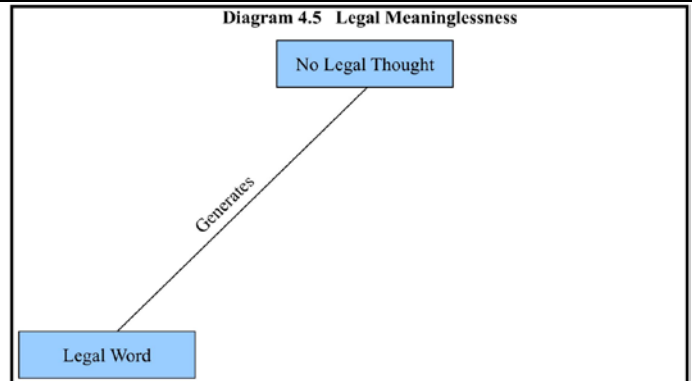 Diagram 4.5 Legal Meaninglessness
No Legal Thought
Generates
Legal Word